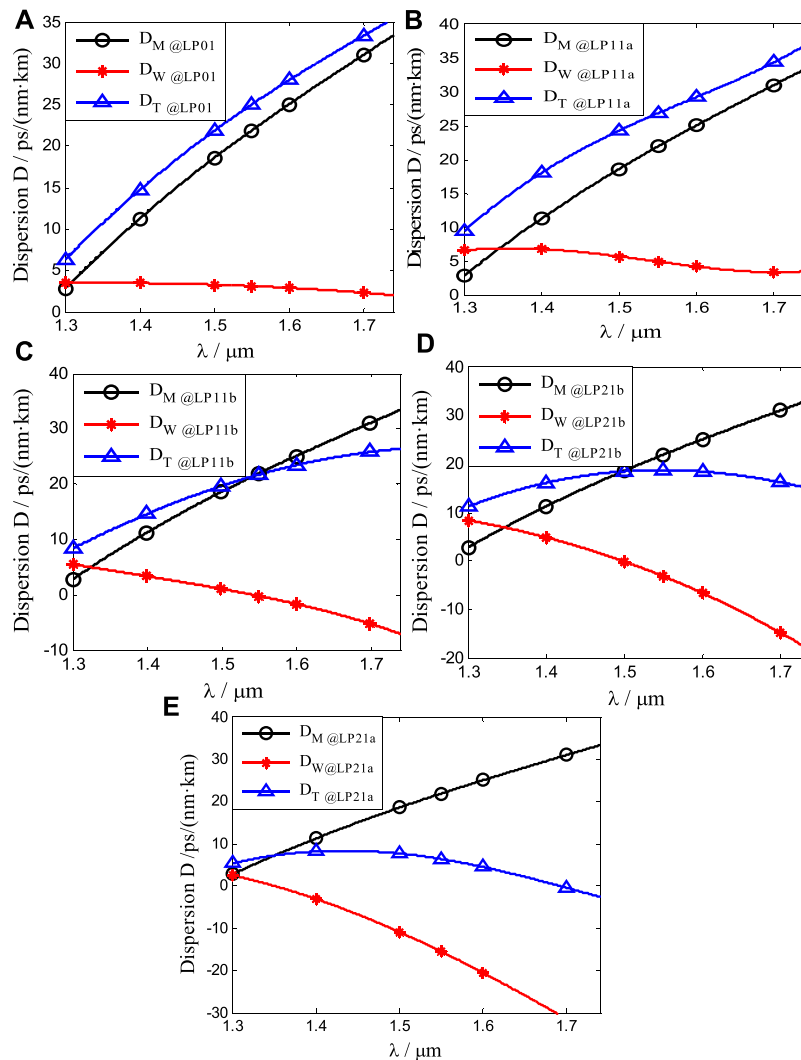 A
D_M @LP01
D_W @LP01
D_T @LP01
35
30
25
20
15
10
5
0
1.3 1.4 1.5 1.6 1.7
Dispersion D / ps/(nm·km)
λ / μm
B
D_M @LP11a
D_W @LP11a
D_T @LP11a
40
35
30
25
20
15
10
5
0
1.3 1.4 1.5 1.6 1.7
Dispersion D / ps/(nm·km)
λ / μm
C
D_M @LP11b
D_W @LP11b
D_T @LP11b
40
30
20
10
0
-10
1.3 1.4 1.5 1.6 1.7
Dispersion D / ps/(nm·km)
λ / μm
D
D_M @LP21b
D_W @LP21b
D_T @LP21b
40
30
20
10
0
-10
-20
1.3 1.4 1.5 1.6 1.7
Dispersion D / ps/(nm·km)
λ / μm
E
D_M @LP21a
D_W@LP21a
D_T @LP21a
40
30
20
10
0
-10
-20
-30
1.3 1.4 1.5 1.6 1.7
Dispersion D /ps/(nm·km)
λ / μm